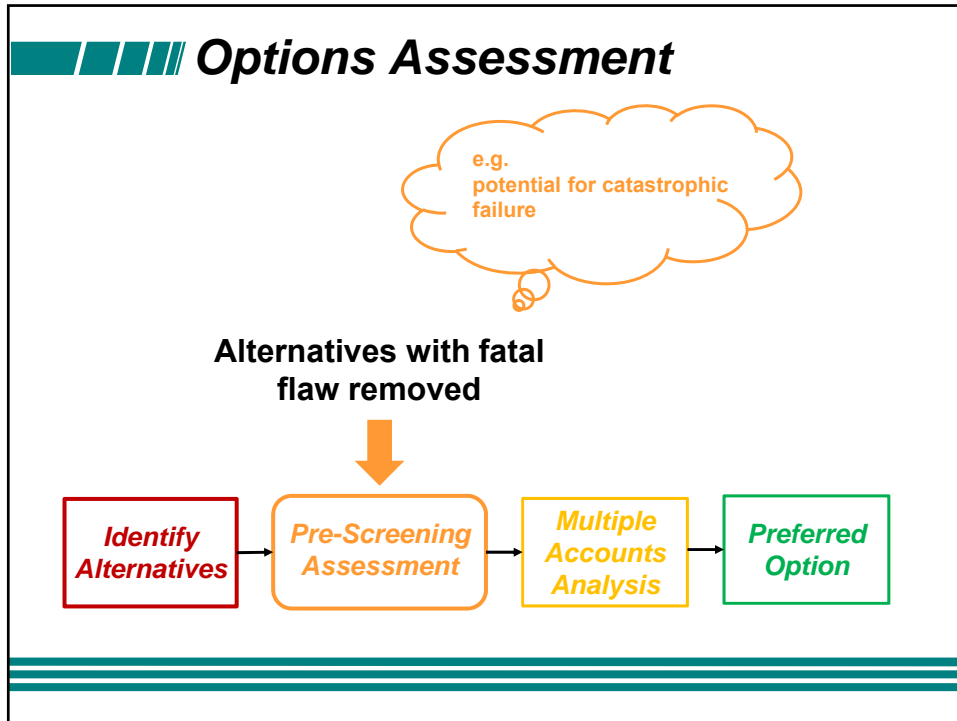 Options Assessment
e.g.
potential for catastrophic
failure
Alternatives with fatal
flaw removed
Identify
Alternatives
Pre-Screening
Assessment
Multiple
Accounts
Analysis
Preferred
Option